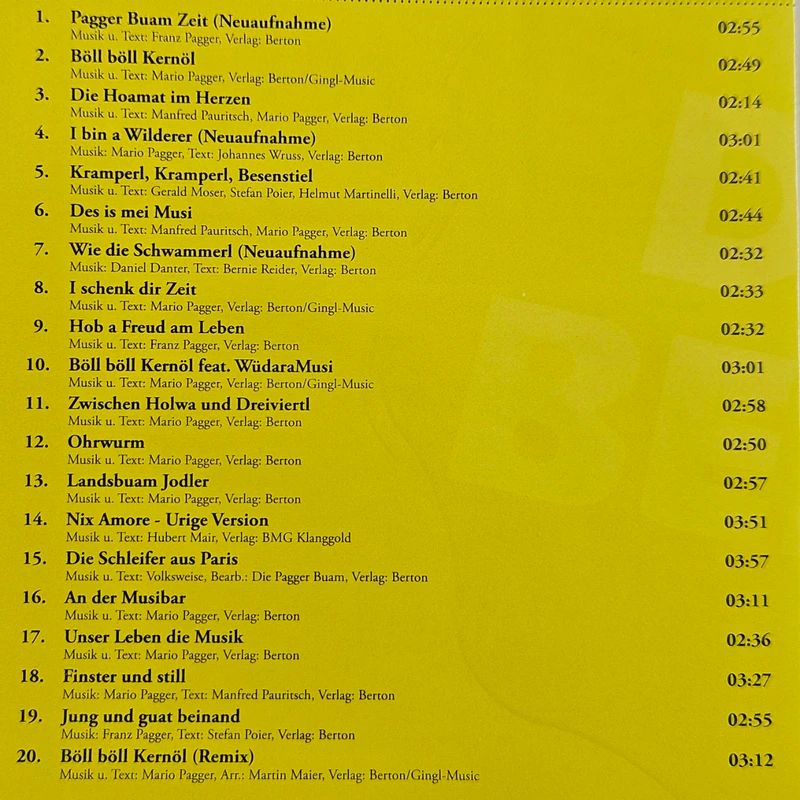 1. Pagger Buam Zeit (Neuaufnahme) 02:55
Musik u. Text: Franz Pagger, Verlag: Berton
2. Böll böll Kernöl 02:49
Musik u. Text: Mario Pagger, Verlag: Berton/Gingl-Music
3. Die Hoamat im Herzen 02:14
Musik u. Text: Manfred Pauritsch, Mario Pagger, Verlag: Berton
4. I bin a Wilderer (Neuaufnahme) 03:01
Musik: Mario Pagger, Text: Johannes Wruss, Verlag: Berton
5. Kramperl, Kramperl, Besenstiel 02:41
Musik u. Text: Gerald Moser, Stefan Poier, Helmut Martinelli, Verlag: Berton
6. Des is mei Musi 02:44
Musik u. Text: Manfred Pauritsch, Mario Pagger, Verlag: Berton
7. Wie die Schwammerl (Neuaufnahme) 02:32
Musik: Daniel Danter, Text: Bernie Reider, Verlag: Berton
8. I schenk dir Zeit 02:33
Musik u. Text: Mario Pagger, Verlag: Berton/Gingl-Music
9. Hob a Freud am Leben 02:32
Musik u. Text: Franz Pagger, Verlag: Berton
10. Böll böll Kernöl feat. WüdaraMusi 03:01
Musik u. Text: Mario Pagger, Verlag: Berton/Gingl-Music
11. Zwischen Holwa und Dreiviertl 02:58
Musik u. Text: Mario Pagger, Verlag: Berton
12. Ohrwurm 02:50
Musik u. Text: Mario Pagger, Verlag: Berton
13. Landsbuam Jodler 02:57
Musik u. Text: Mario Pagger, Verlag: Berton
14. Nix Amore - Urige Version 03:51
Musik u. Text: Hubert Mair, Verlag: BMG Klanggold
15. Die Schleifer aus Paris 03:57
Musik u. Text: Volksweise, Bearb.: Die Pagger Buam, Verlag: Berton
16. An der Musibar 03:11
Musik u. Text: Mario Pagger, Verlag: Berton
17. Unser Leben die Musik 02:36
Musik u. Text: Mario Pagger, Verlag: Berton
18. Finster und still 03:27
Musik: Mario Pagger, Text: Manfred Pauritsch, Verlag: Berton
19. Jung und guat beinand 02:55
Musik: Franz Pagger, Text: Stefan Poier, Verlag: Berton
20. Böll böll Kernöl (Remix) 03:12
Musik u. Text: Mario Pagger, Arr.: Martin Maier, Verlag: Berton/Gingl-Music